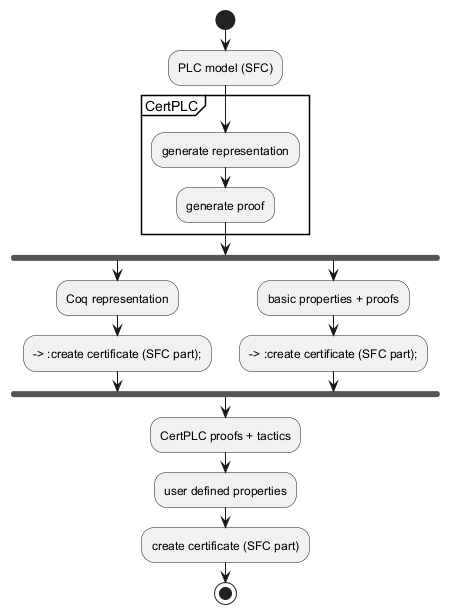 PLC model (SFC)
CertPLC
generate representation
generate proof
Coq representation
basic properties + proofs
-> :create certificate (SFC part);
-> :create certificate (SFC part);
CertPLC proofs + tactics
user defined properties
create certificate (SFC part)